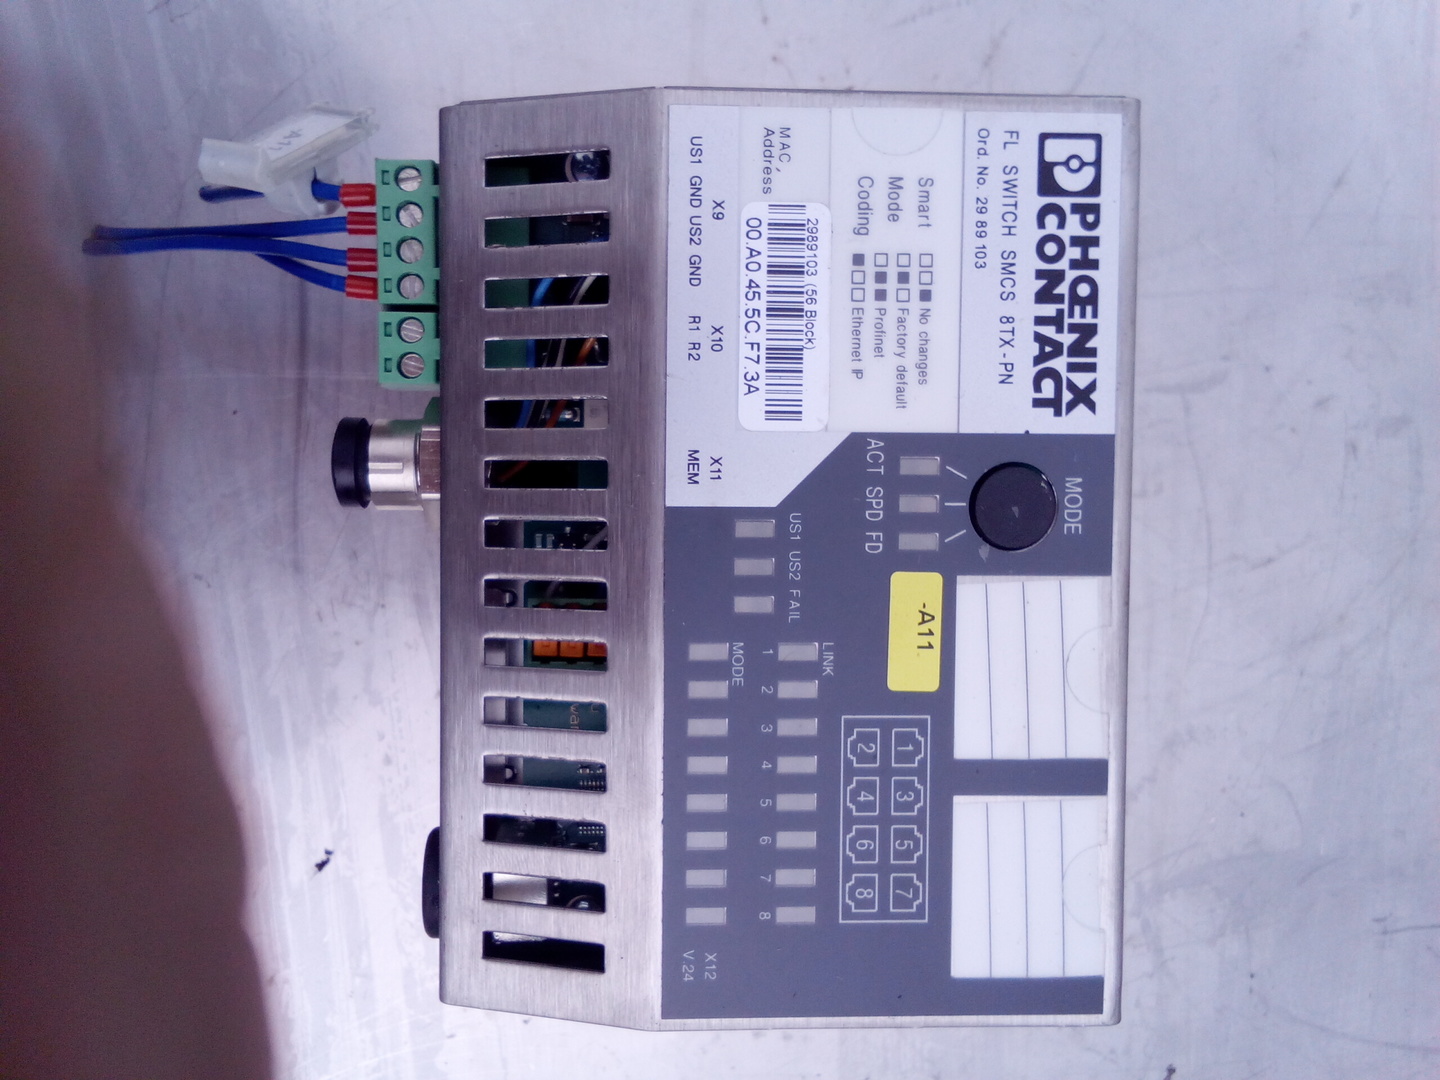 PHŒNIX
CONTACT
FL SWITCH SMCS 8TX-PN
Ord. No. 29 89 103
Smart
Mode
Coding
No changes
Factory default
Profinet
Ethernet IP
MAC,
Address
2989103 (56 Block)
00.A0.45.5C.F7.3A
X9
US1 GND US2 GND
X10
R1 R2
X11
MEM
MODE
ACT SPD FD
US1 US2 FAIL
-A11
LINK
1 2 3 4 5 6 7 8
MODE
1 3 5 7
2 4 6 8
X12
V.24
-A11